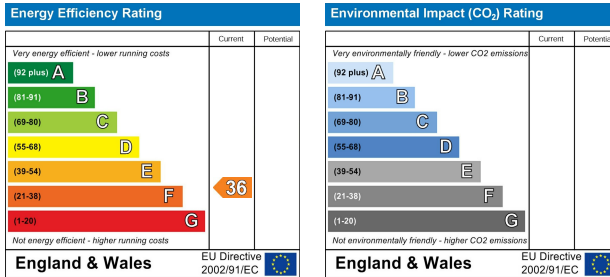 Energy Efficiency Rating
Current Potential
Very energy efficient - lower running costs
(92 plus) A
(81-91) B
(69-80) C
(55-68) D
(39-54) E
(21-38) F
(1-20) G
36
Not energy efficient - higher running costs
England & Wales
EU Directive
2002/91/EC
Environmental Impact (CO₂) Rating
Current Potential
Very environmentally friendly - lower CO2 emissions
(92 plus) A
(81-91) B
(69-80) C
(55-68) D
(39-54) E
(21-38) F
(1-20) G
Not environmentally friendly - higher CO2 emissions
England & Wales
EU Directive
2002/91/EC